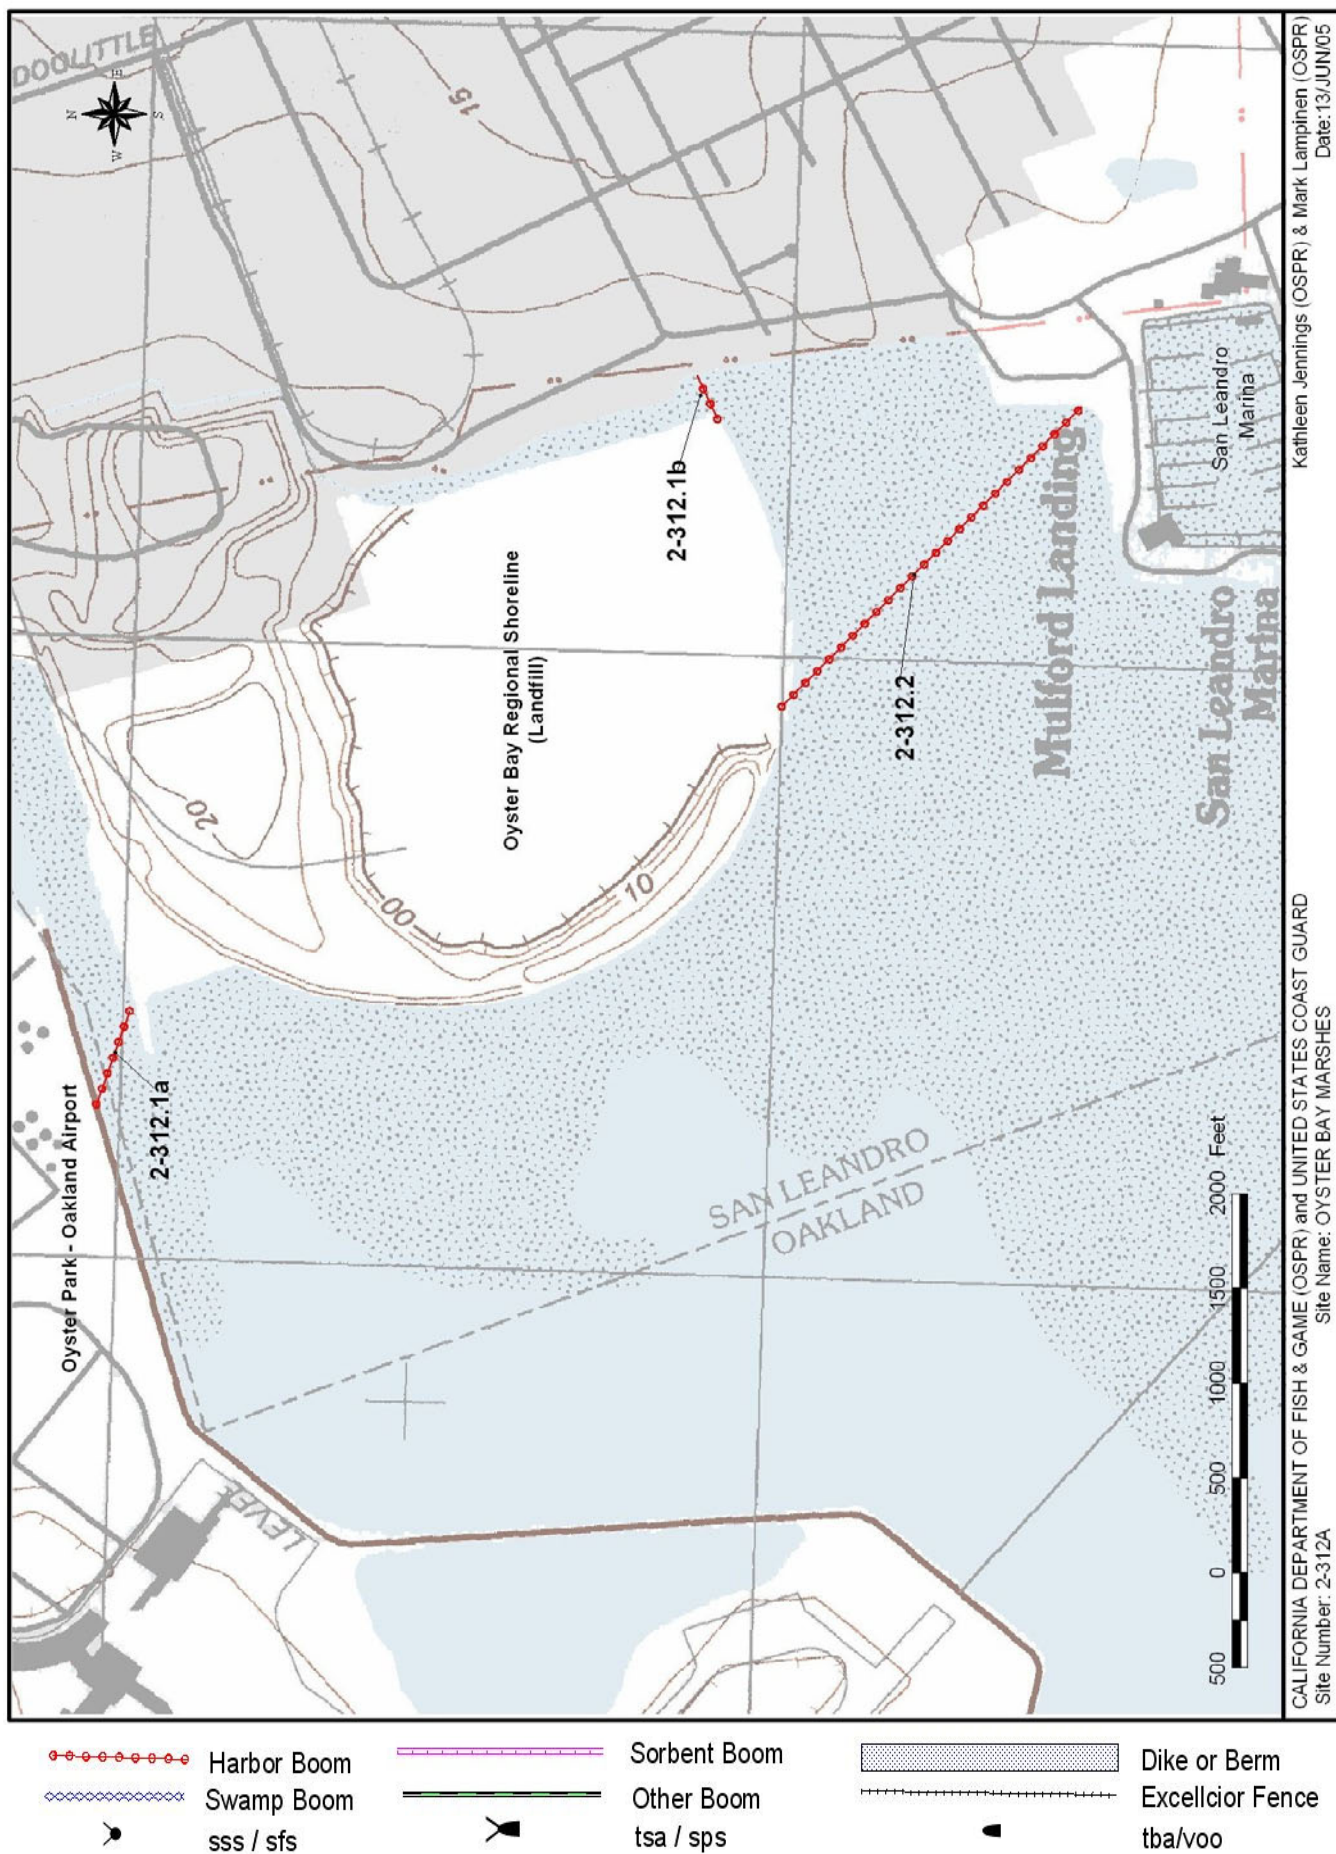 DOOLITTLE
N
E
S
W
15
20
00
10
Oyster Bay Regional Shoreline
(Landfill)
2-312.1b
2-312.2
2-312.1a
Oyster Park - Oakland Airport
Mulford Landing
San Leandro
Marina
San Leandro
Marina
SAN LEANDRO
OAKLAND
LEVEE
500 0 500 1000 1500 2000 Feet
CALIFORNIA DEPARTMENT OF FISH & GAME (OSPR) and UNITED STATES COAST GUARD
Kathleen Jennings (OSPR) & Mark Lampinen (OSPR)
Site Number: 2-312A
Site Name: OYSTER BAY MARSHES
Date: 13/JUN/05
Harbor Boom
Sorbent Boom
Dike or Berm
Swamp Boom
Other Boom
Excellcior Fence
sss / sfs
tsa / sps
tba/voo